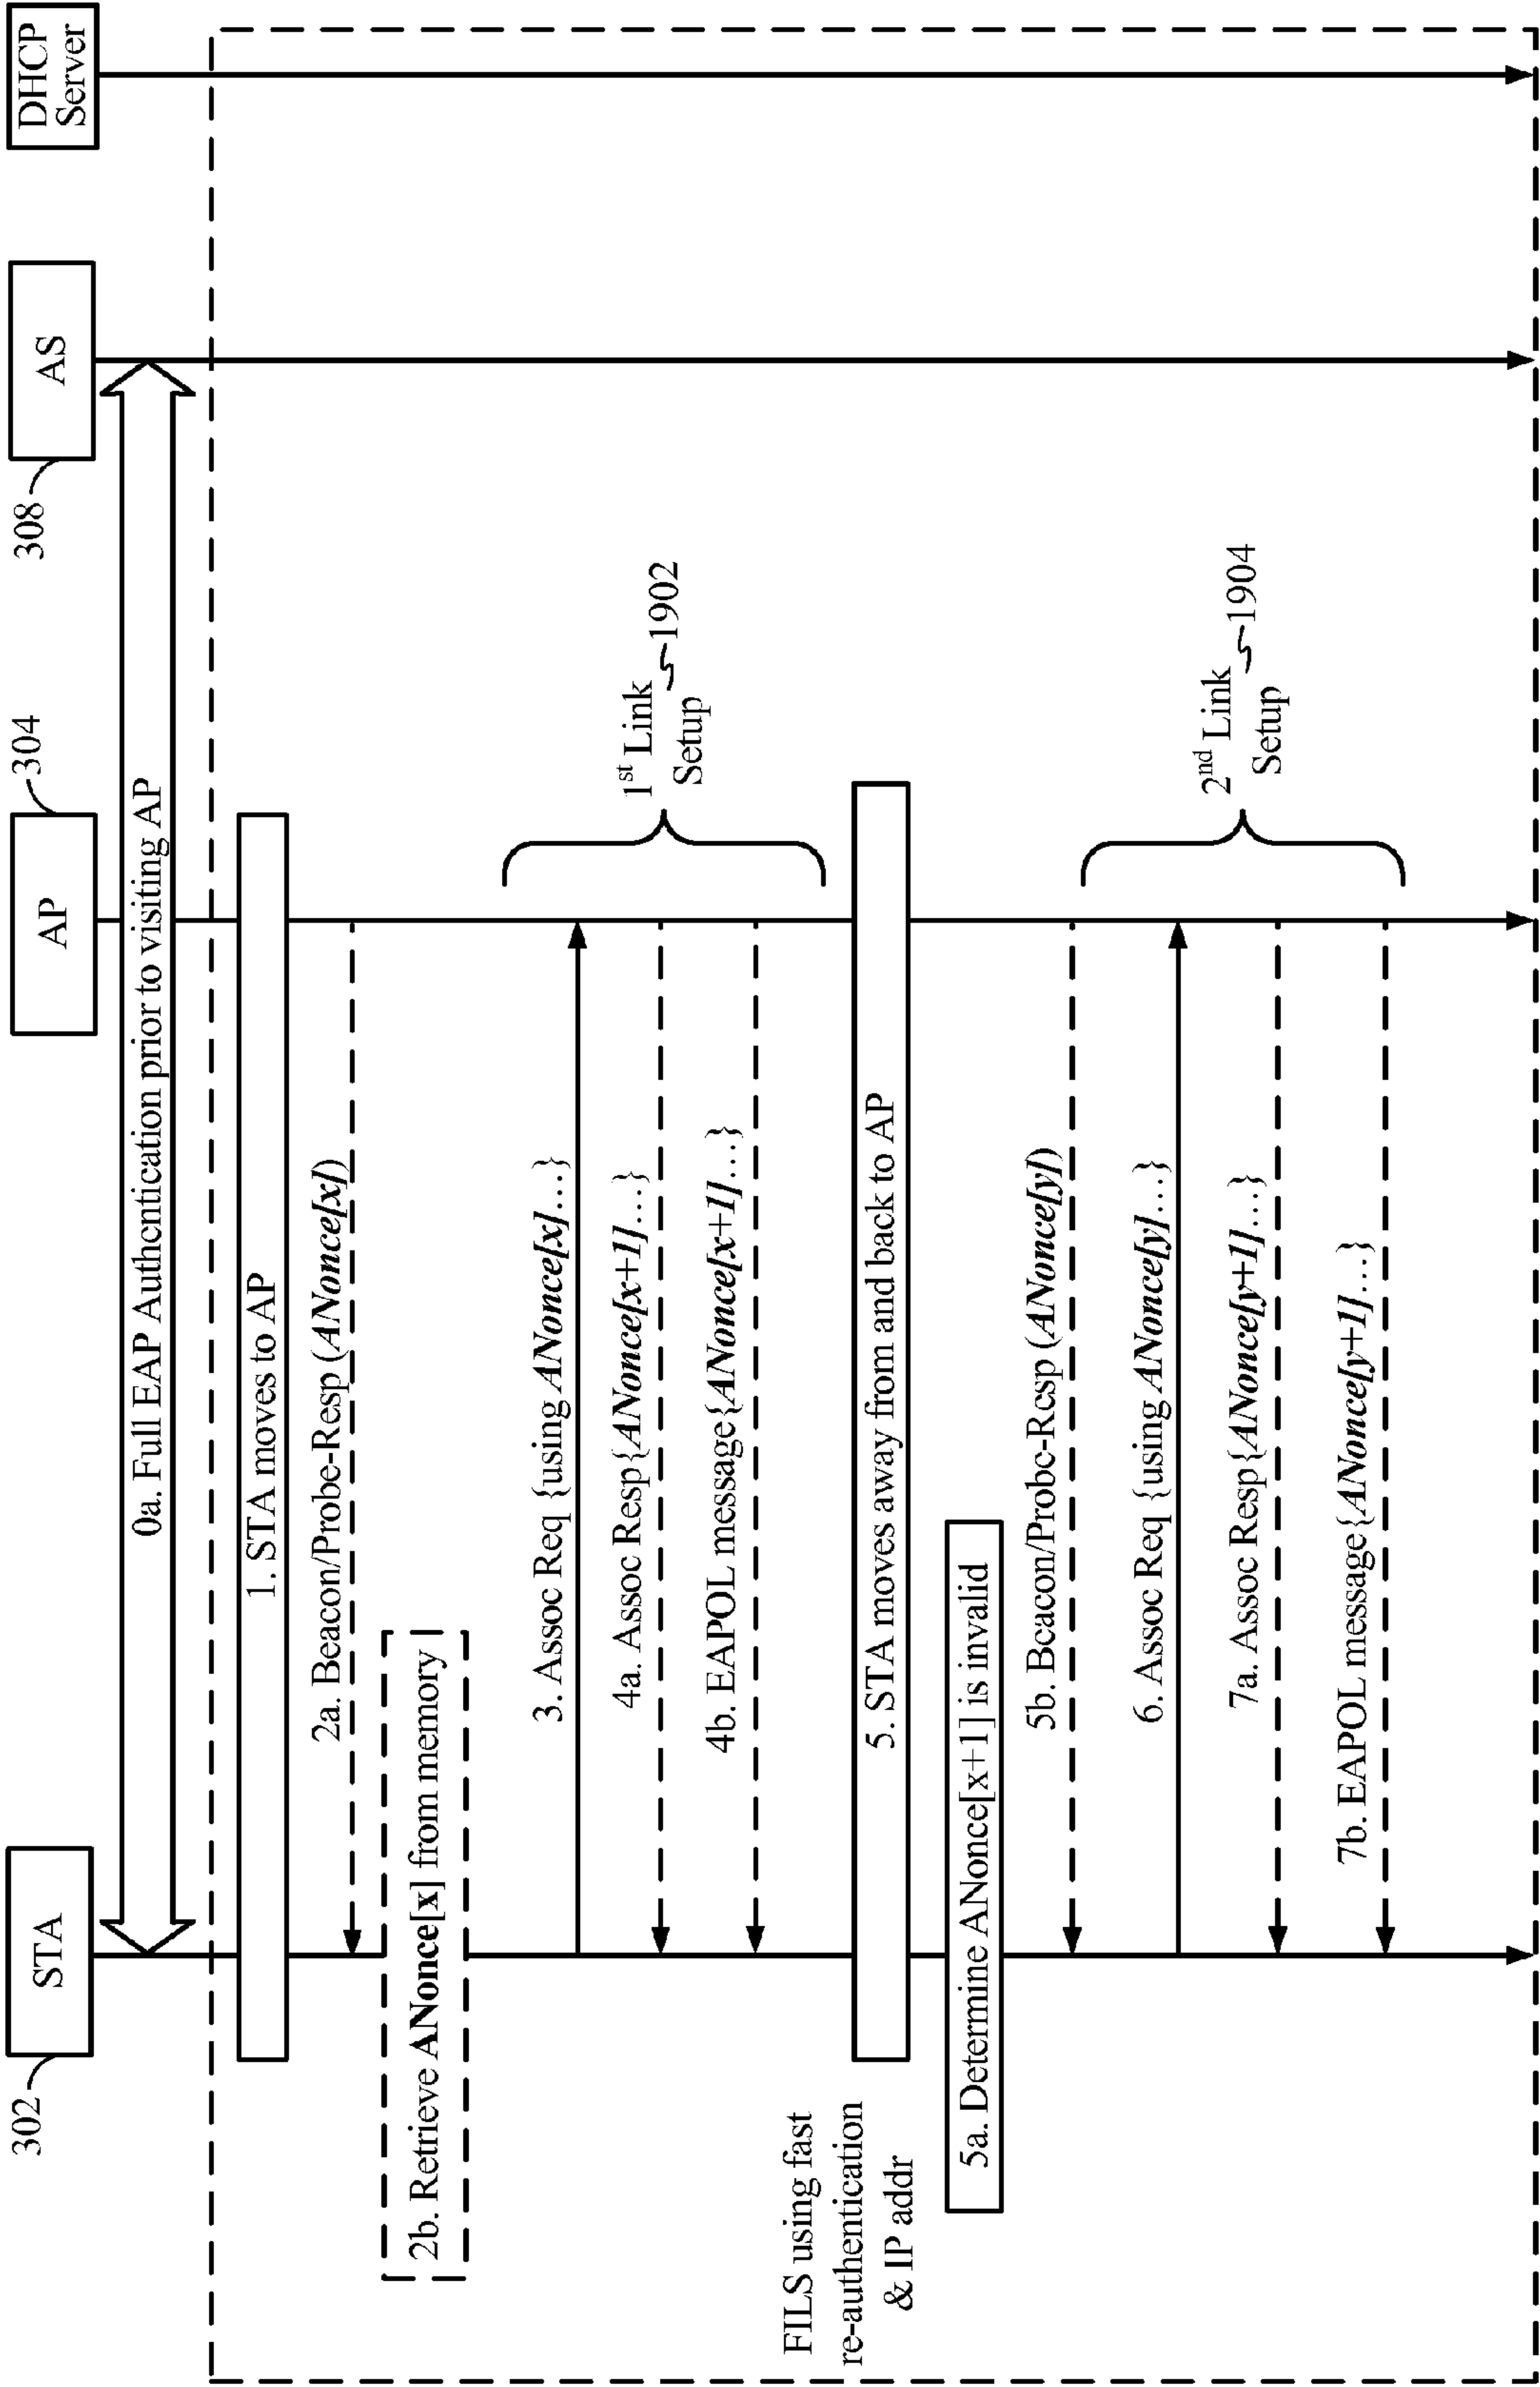 302
STA
304
AP
308
AS
DHCP
Server
0a. Full EAP Authentication prior to visiting AP
1. STA moves to AP
2a. Beacon/Probe-Resp (ANonce[x])
2b. Retrieve ANonce[x] from memory
3. Assoc Req {using ANonce[x]...}
4a. Assoc Resp{ANonce[x+1]...}
4b. EAPOL message{ANonce[x+1]...}
1st Link
Setup
1902
FILS using fast
re-authentication
& IP addr
5. STA moves away from and back to AP
5a. Determine ANonce[x+1] is invalid
5b. Beacon/Probe-Resp (ANonce[y])
6. Assoc Req {using ANonce[y]...}
7a. Assoc Resp{ANonce[y+1]...}
7b. EAPOL message{ANonce[y+1]...}
2nd Link
Setup
1904